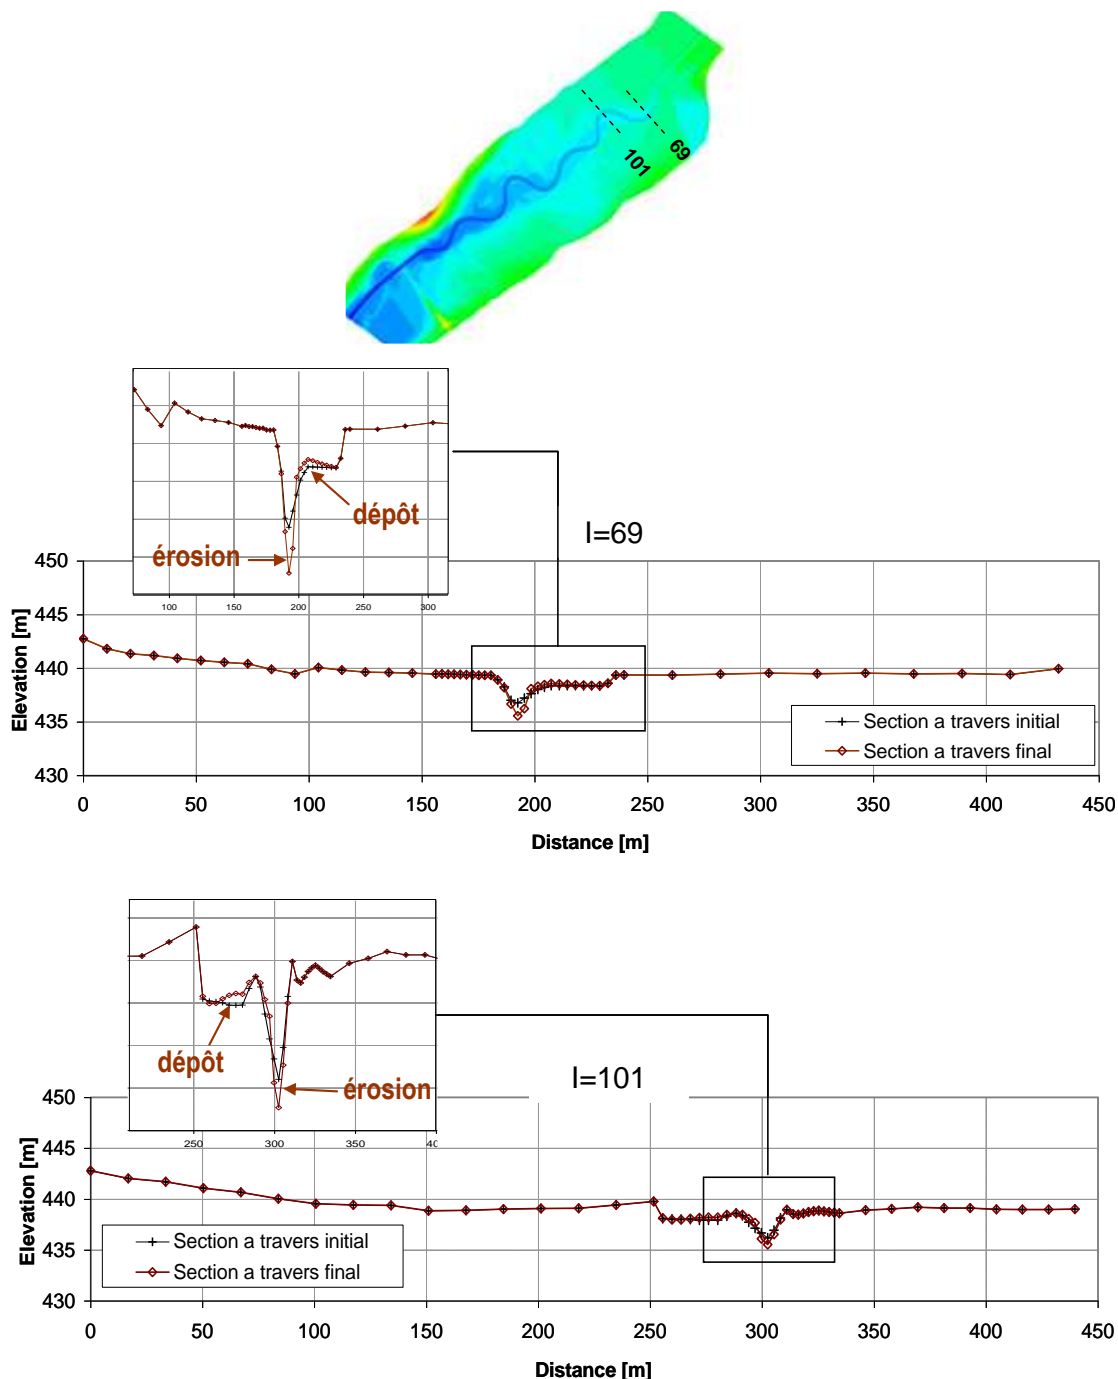 101
69
dépôt
érosion
100
150
200
250
300
I=69
450
445
440
435
430
Elevation [m]
Section a travers initial
Section a travers final
0
50
100
150
200
250
300
350
400
450
Distance [m]
dépôt
érosion
250
300
350
40
I=101
450
445
440
435
430
Elevation [m]
Section a travers initial
Section a travers final
0
50
100
150
200
250
300
350
400
450
Distance [m]